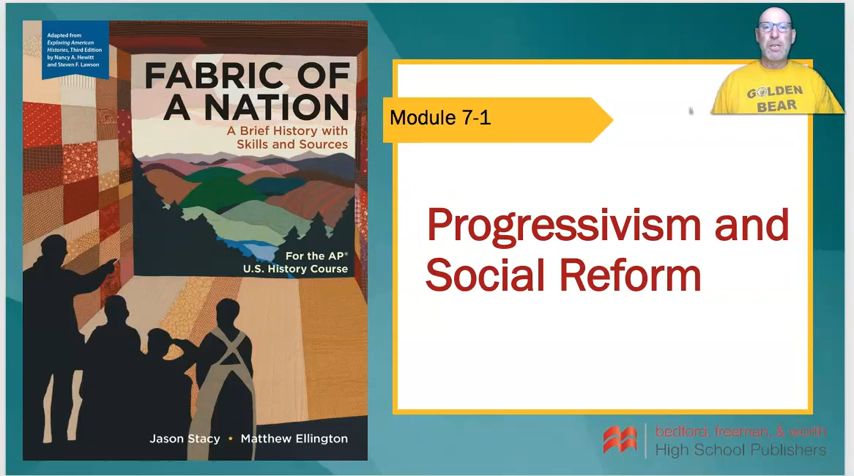 Adapted from
Exploring American
Histories, Third Edition
by Nancy A. Hewitt
and Steven F. Lawson
FABRIC OF
A NATION
A Brief History with
Skills and Sources
For the AP®
U.S. History Course
Jason Stacy • Matthew Ellington
Module 7-1
Progressivism and
Social Reform
GOLDEN
BEAR
bedford, freeman, & worth
High School Publishers